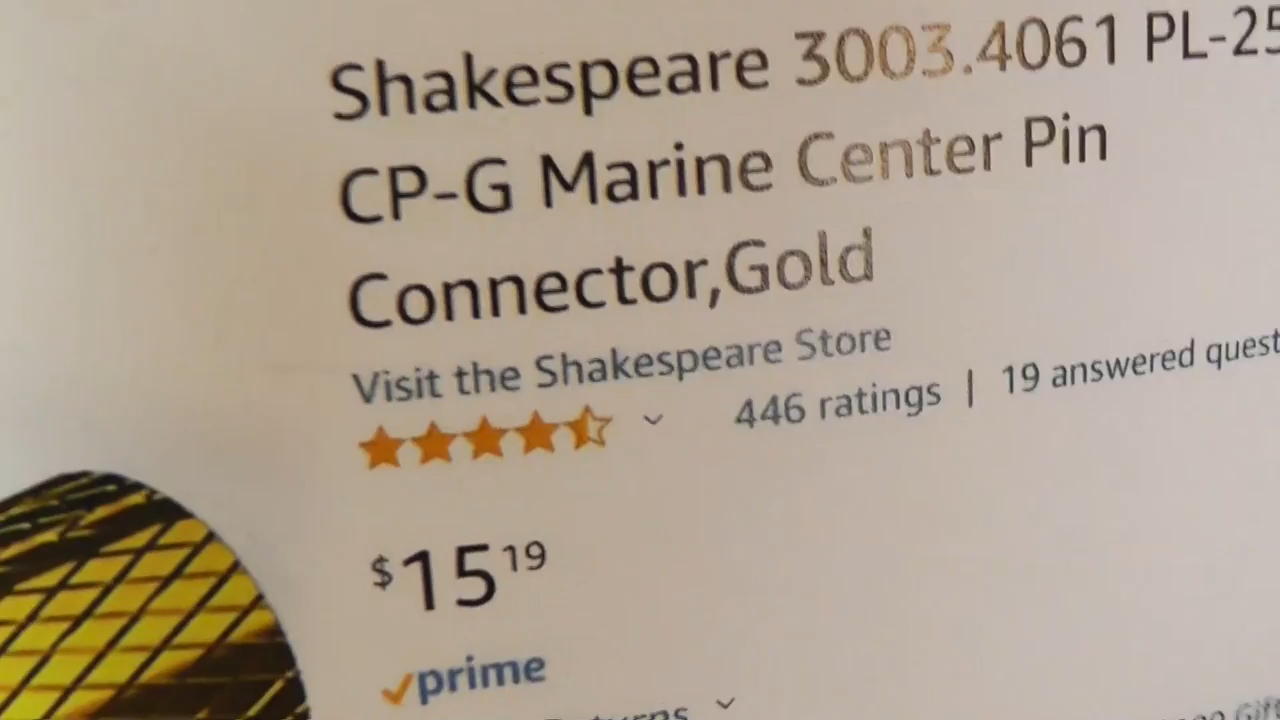 Shakespeare 3003.4061 PL-25
CP-G Marine Center Pin
Connector,Gold
Visit the Shakespeare Store
446 ratings | 19 answered quest
$15 19
prime